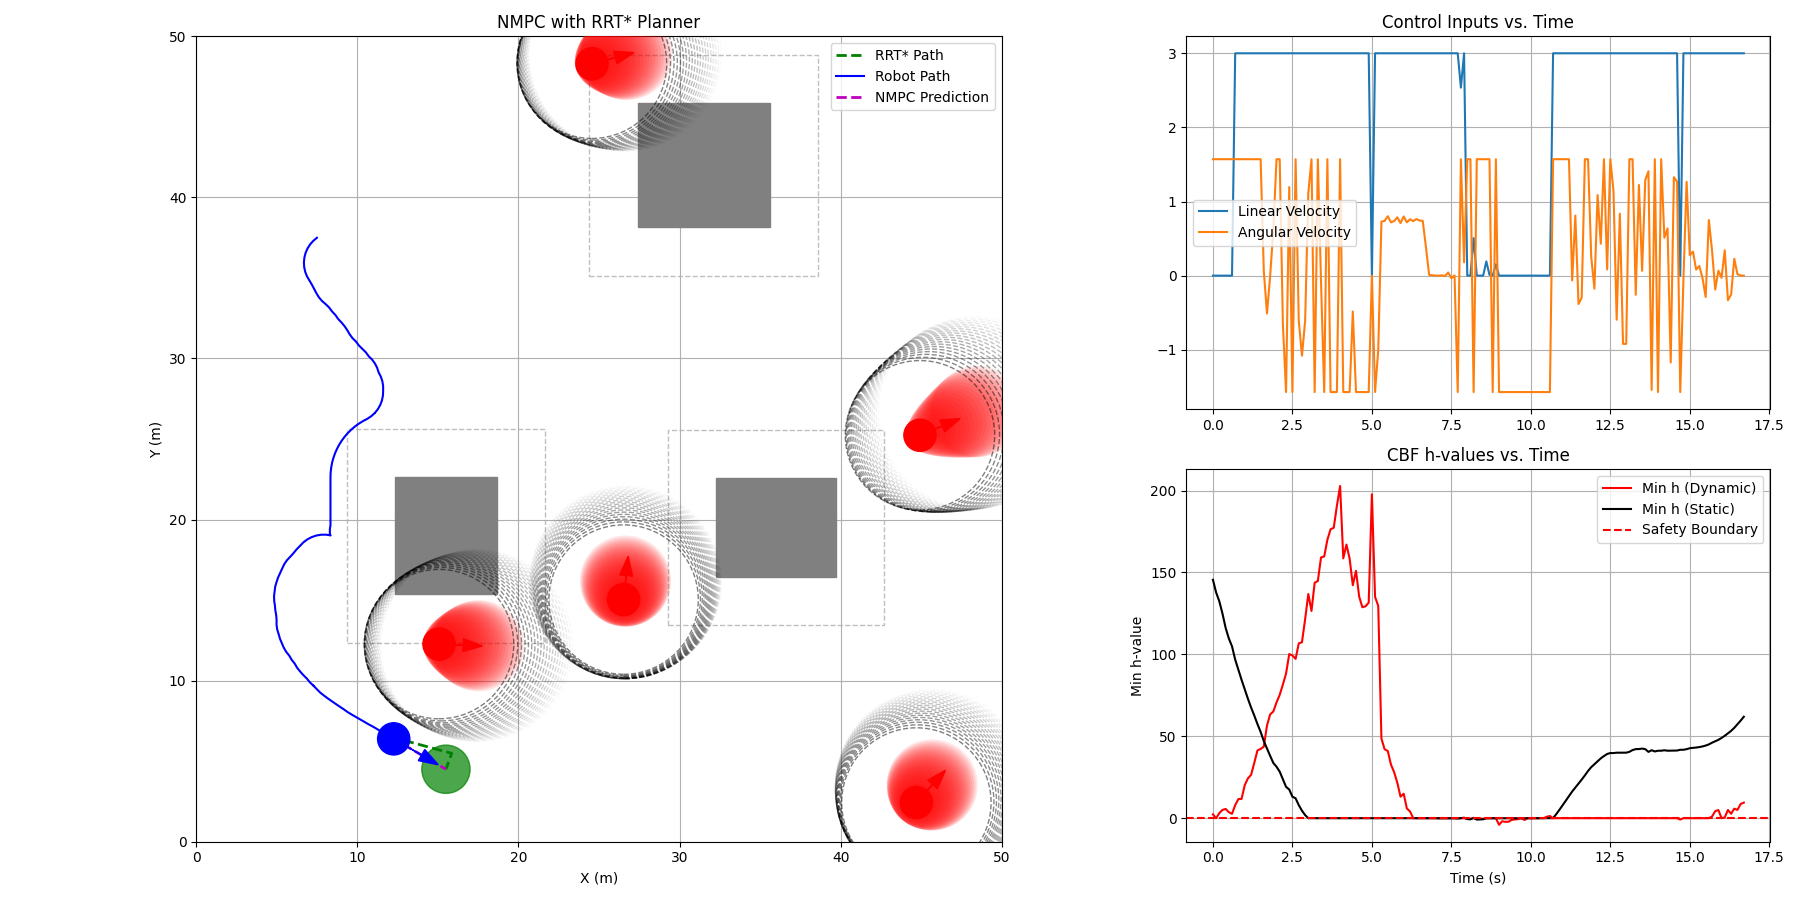 NMPC with RRT* Planner
50
40
30
20
10
0
Y (m)
0
10
20
30
40
50
X (m)
RRT* Path
Robot Path
NMPC Prediction
Control Inputs vs. Time
3
2
1
0
−1
Linear Velocity
Angular Velocity
0.0
2.5
5.0
7.5
10.0
12.5
15.0
17.5
CBF h-values vs. Time
200
150
100
50
0
Min h-value
Min h (Dynamic)
Min h (Static)
Safety Boundary
0.0
2.5
5.0
7.5
10.0
12.5
15.0
17.5
Time (s)